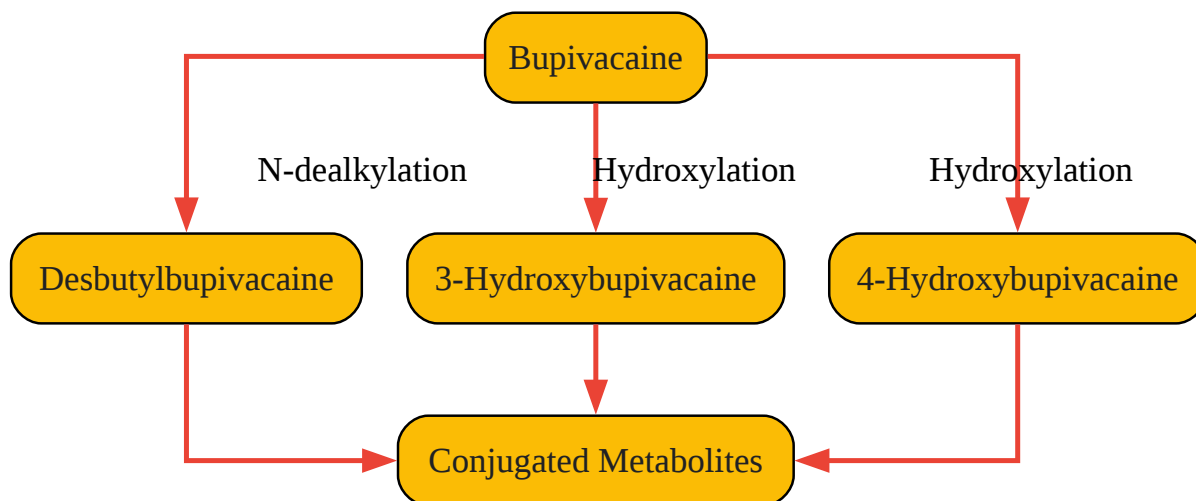 Bupivacaine
N-dealkylation
Hydroxylation
Hydroxylation
Desbutylbupivacaine
3-Hydroxybupivacaine
4-Hydroxybupivacaine
Conjugated Metabolites